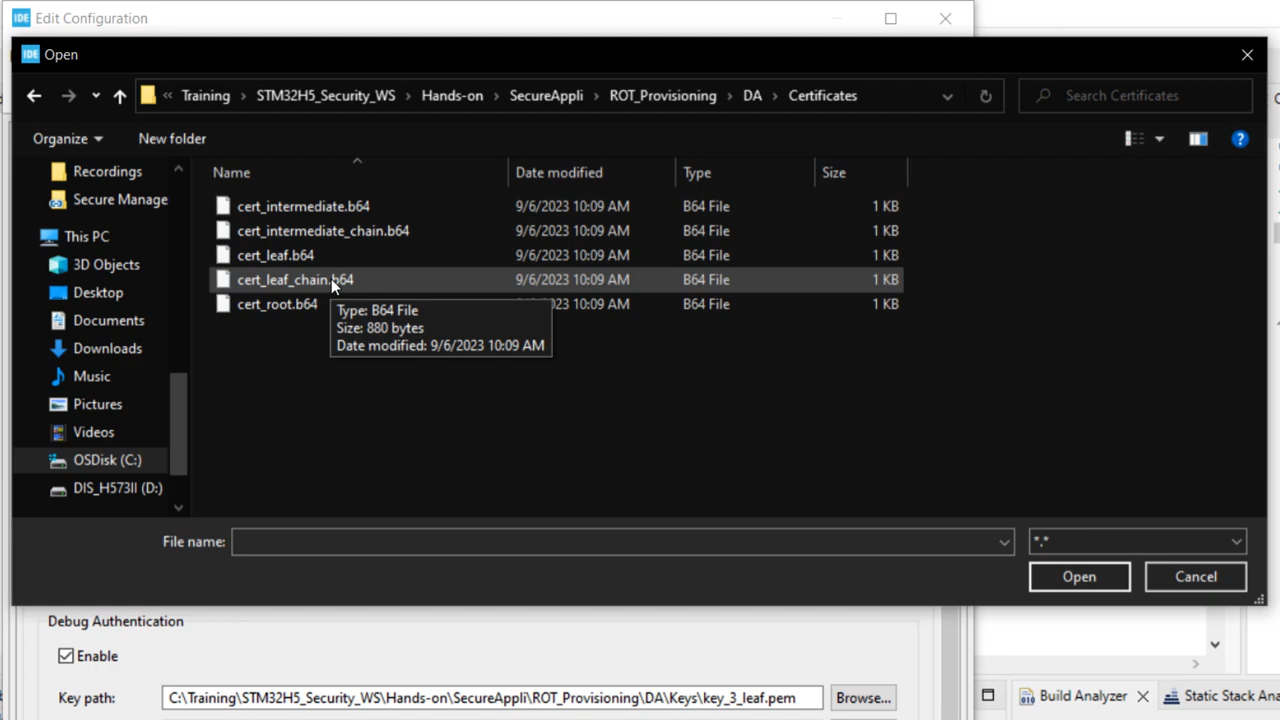 IDE Edit Configuration
IDE Open
« Training > STM32H5_Security_WS > Hands-on > SecureAppli > ROT_Provisioning > DA > Certificates
Search Certificates
Organize
New folder
?
Recordings
Secure Manage
This PC
3D Objects
Desktop
Documents
Downloads
Music
Pictures
Videos
OSDisk (C:)
DIS_H573II (D:)
Name Date modified Type Size
cert_intermediate.b64 9/6/2023 10:09 AM B64 File 1 KB
cert_intermediate_chain.b64 9/6/2023 10:09 AM B64 File 1 KB
cert_leaf.b64 9/6/2023 10:09 AM B64 File 1 KB
cert_leaf_chain.b64 9/6/2023 10:09 AM B64 File 1 KB
cert_root.b64 10:09 AM B64 File 1 KB
Type: B64 File
Size: 880 bytes
Date modified: 9/6/2023 10:09 AM
File name:
*.*
Open Cancel
Debug Authentication
Enable
Key path: C:\Training\STM32H5_Security_WS\Hands-on\SecureAppli\ROT_Provisioning\DA\Keys\key_3_leaf.pem Browse...
Build Analyzer
Static Stack Ana